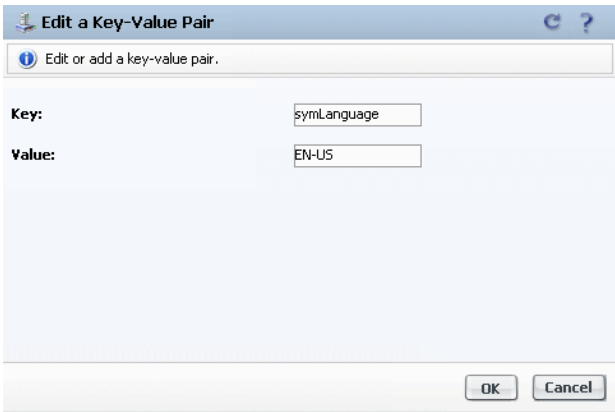 Edit a Key-Value Pair
Edit or add a key-value pair.
Key: symLanguage
Value: EN-US
OK Cancel